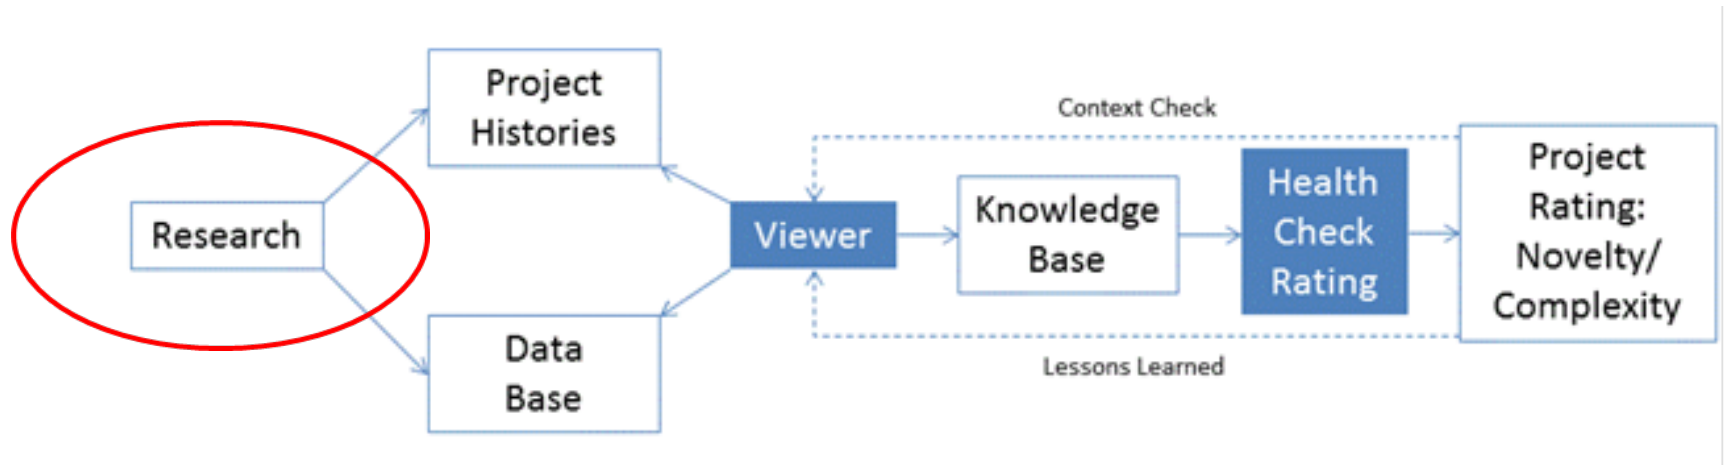 Research
Project
Histories
Data
Base
Viewer
Context Check
Knowledge
Base
Health
Check
Rating
Project
Rating:
Novelty/
Complexity
Lessons Learned